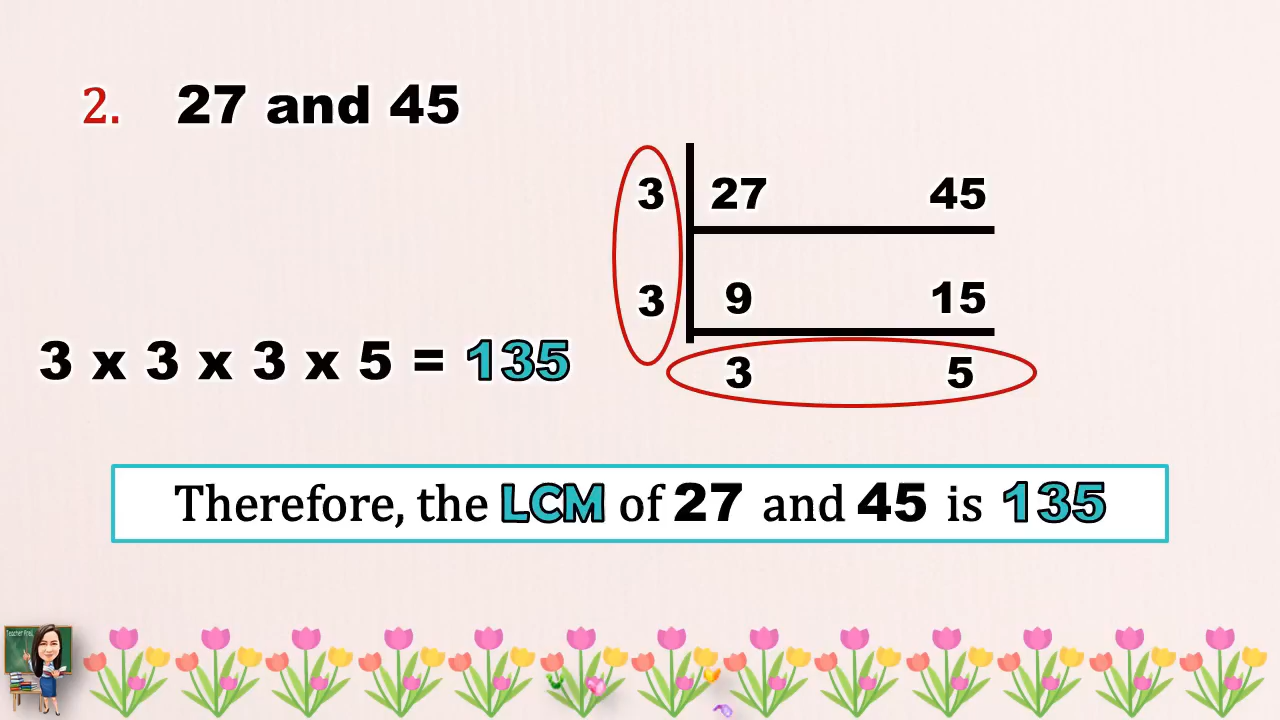 2. 27 and 45
3 27 45
3 9 15
3 x 3 x 3 x 5 = 135
3 5
Therefore, the LCM of 27 and 45 is 135